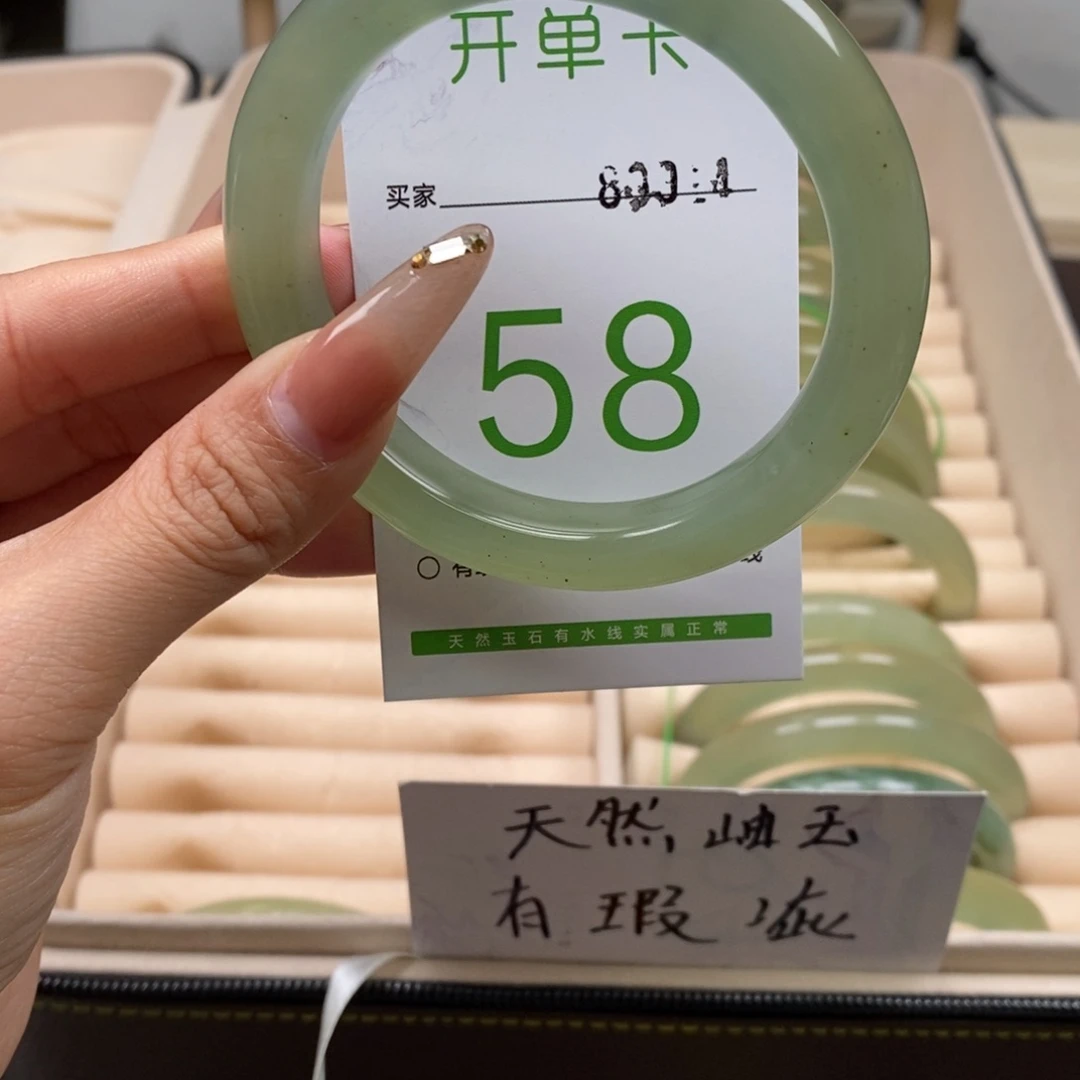 开单卡
买家
58
天然玉石有水线实属正常
天然岫玉
有瑕疵